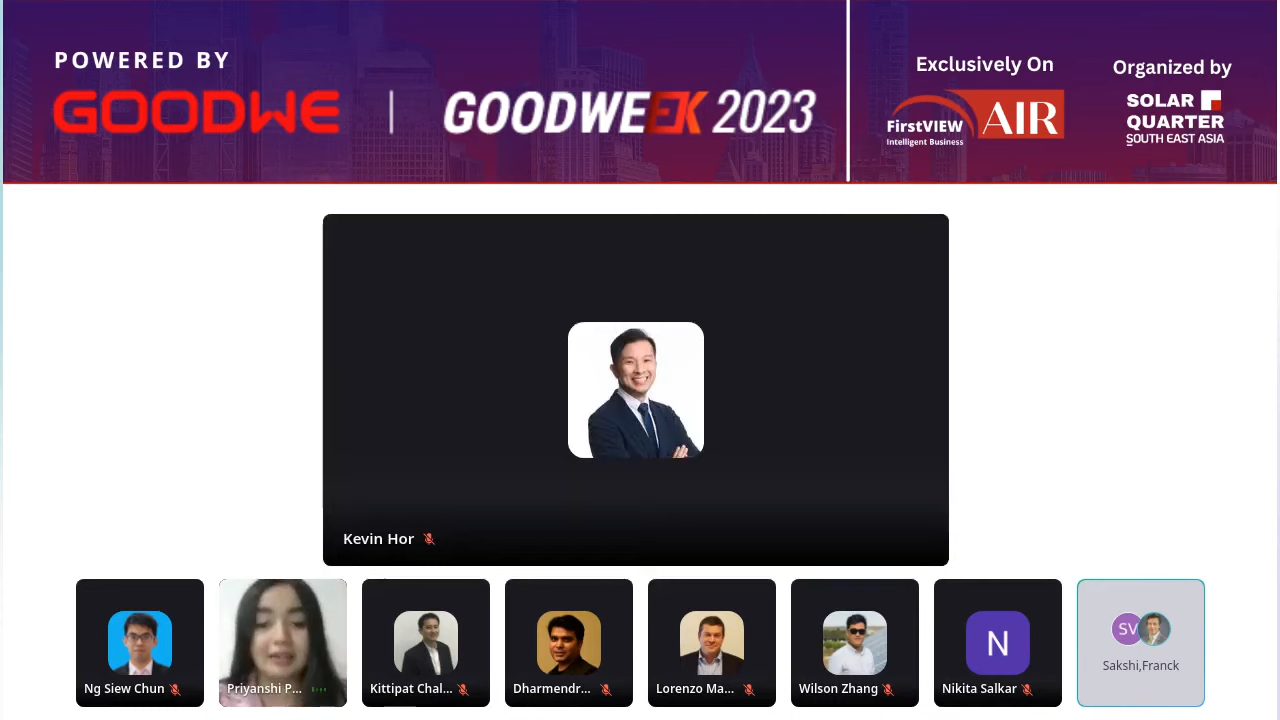 POWERED BY
GOODWE
GOODWEEK 2023
Exclusively On
FirstVIEW
Intelligent Business
AIR
Organized by
SOLAR
QUARTER
SOUTH EAST ASIA
Kevin Hor
Ng Siew Chun
Priyanshi P...
Kittipat Chal...
Dharmendr...
Lorenzo Ma...
Wilson Zhang
N
Nikita Salkar
SV
Sakshi,Franck